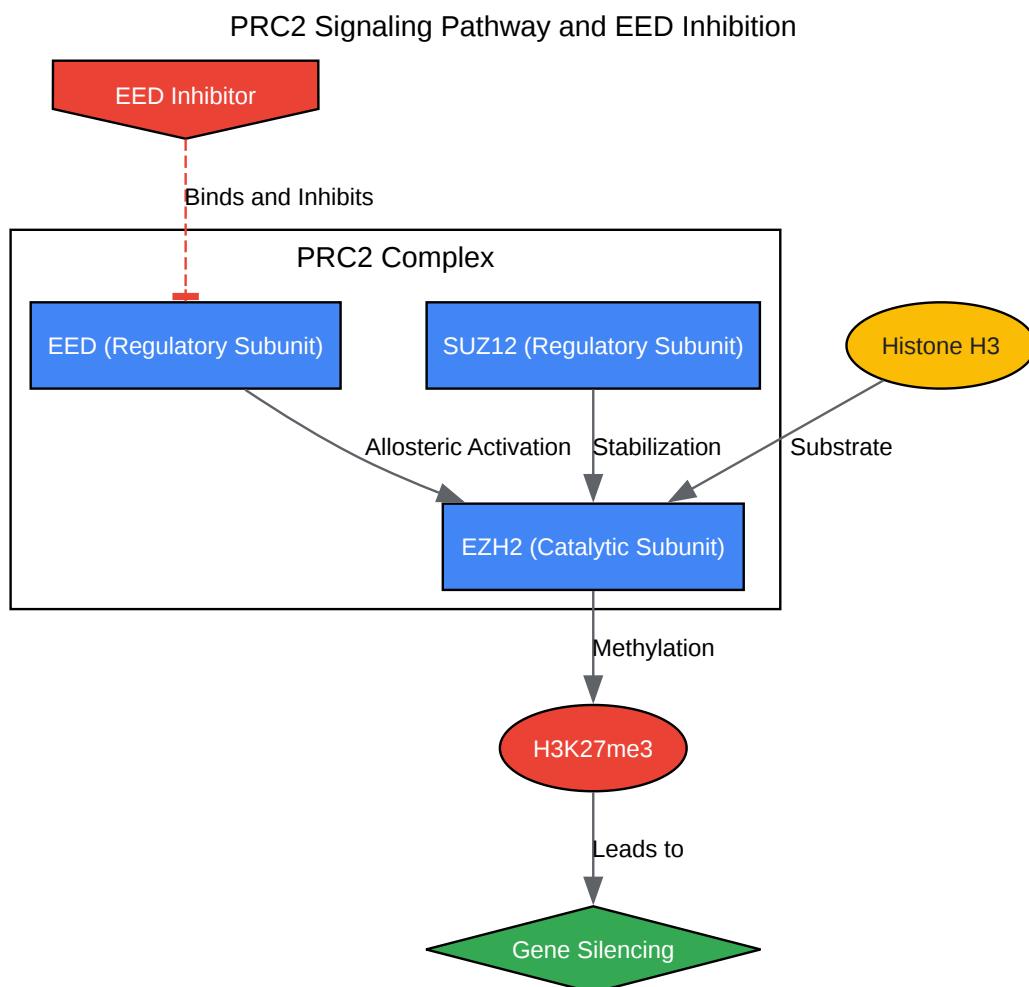 PRC2 Signaling Pathway and EED Inhibition
EED Inhibitor
Binds and Inhibits
PRC2 Complex
EED (Regulatory Subunit)
SUZ12 (Regulatory Subunit)
Histone H3
Allosteric Activation
Stabilization
Substrate
EZH2 (Catalytic Subunit)
Methylation
H3K27me3
Leads to
Gene Silencing